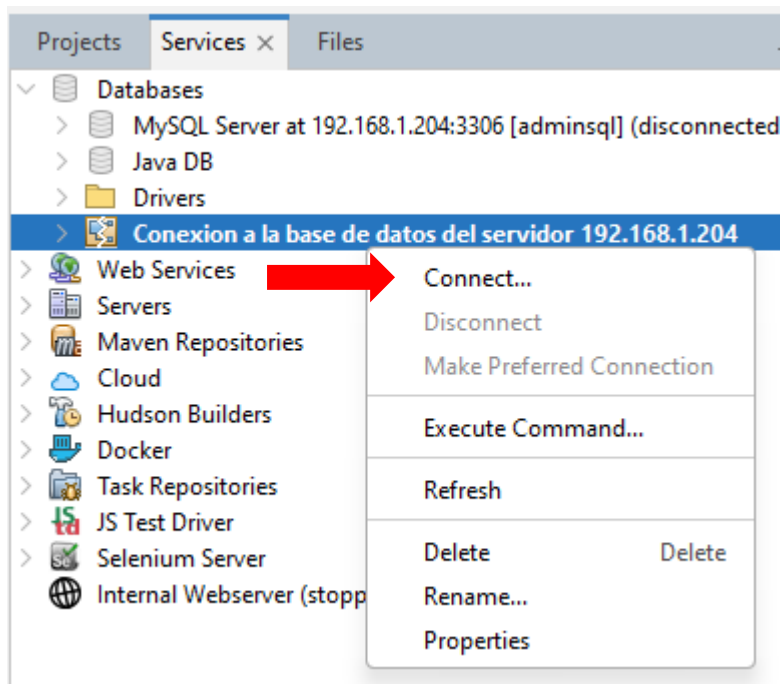 Projects Services × Files
Databases
MySQL Server at 192.168.1.204:3306 [adminsql] (disconnected
Java DB
Drivers
Conexion a la base de datos del servidor 192.168.1.204
Web Services
Servers
Maven Repositories
Cloud
Hudson Builders
Docker
Task Repositories
JS Test Driver
Selenium Server
Internal Webserver (stopp
Connect...
Disconnect
Make Preferred Connection
Execute Command...
Refresh
Delete Delete
Rename...
Properties